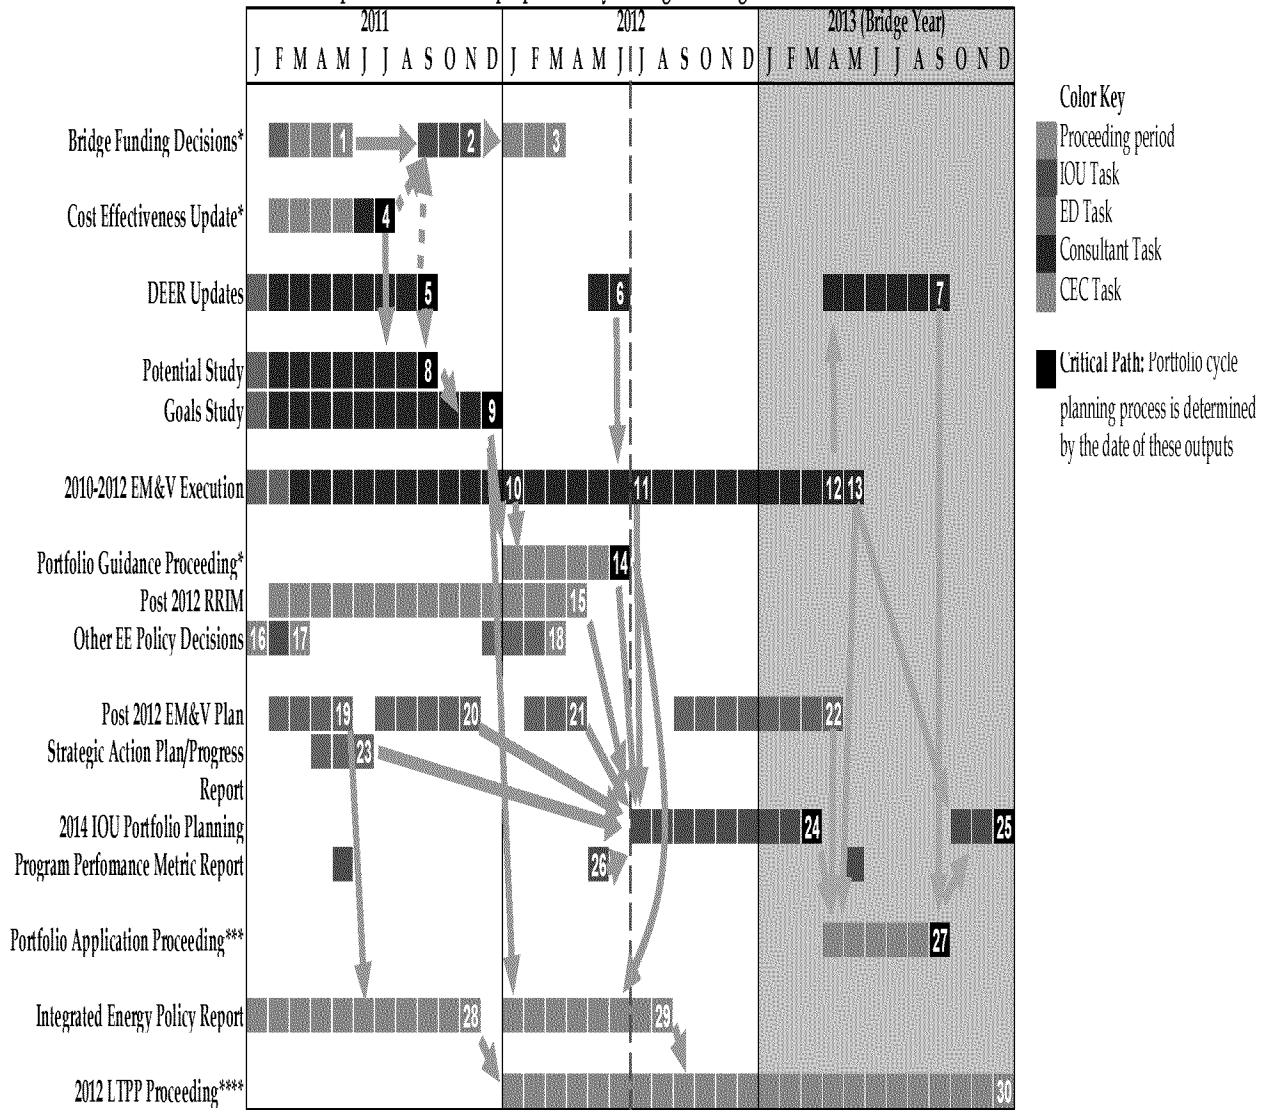 2011 2012 2013 (Bridge Year)
J F M A M J J A S O N D J F M A M J J A S O N D J F M A M J J A S O N D
Color Key
Proceeding period
IOU Task
ED Task
Consultant Task
CEC Task
Critical Path: Portfolio cycle
planning process is determined
by the date of these outputs
Bridge Funding Decisions* 1 2 3
Cost Effectiveness Update* 4
DEER Updates 5 6 7
Potential Study 8
Goals Study 9
2010-2012 EM&V Execution 10 11 12 13
Portfolio Guidance Proceeding* 14
Post 2012 RRIM 15
Other EE Policy Decisions 16 17 18
Post 2012 EM&V Plan 19 20 21 22
Strategic Action Plan/Progress 23
Report
2014 IOU Portfolio Planning 24 25
Program Perfomance Metric Report 26
Portfolio Application Proceeding*** 27
Integrated Energy Policy Report 28 29
2012 LTPP Proceeding**** 30